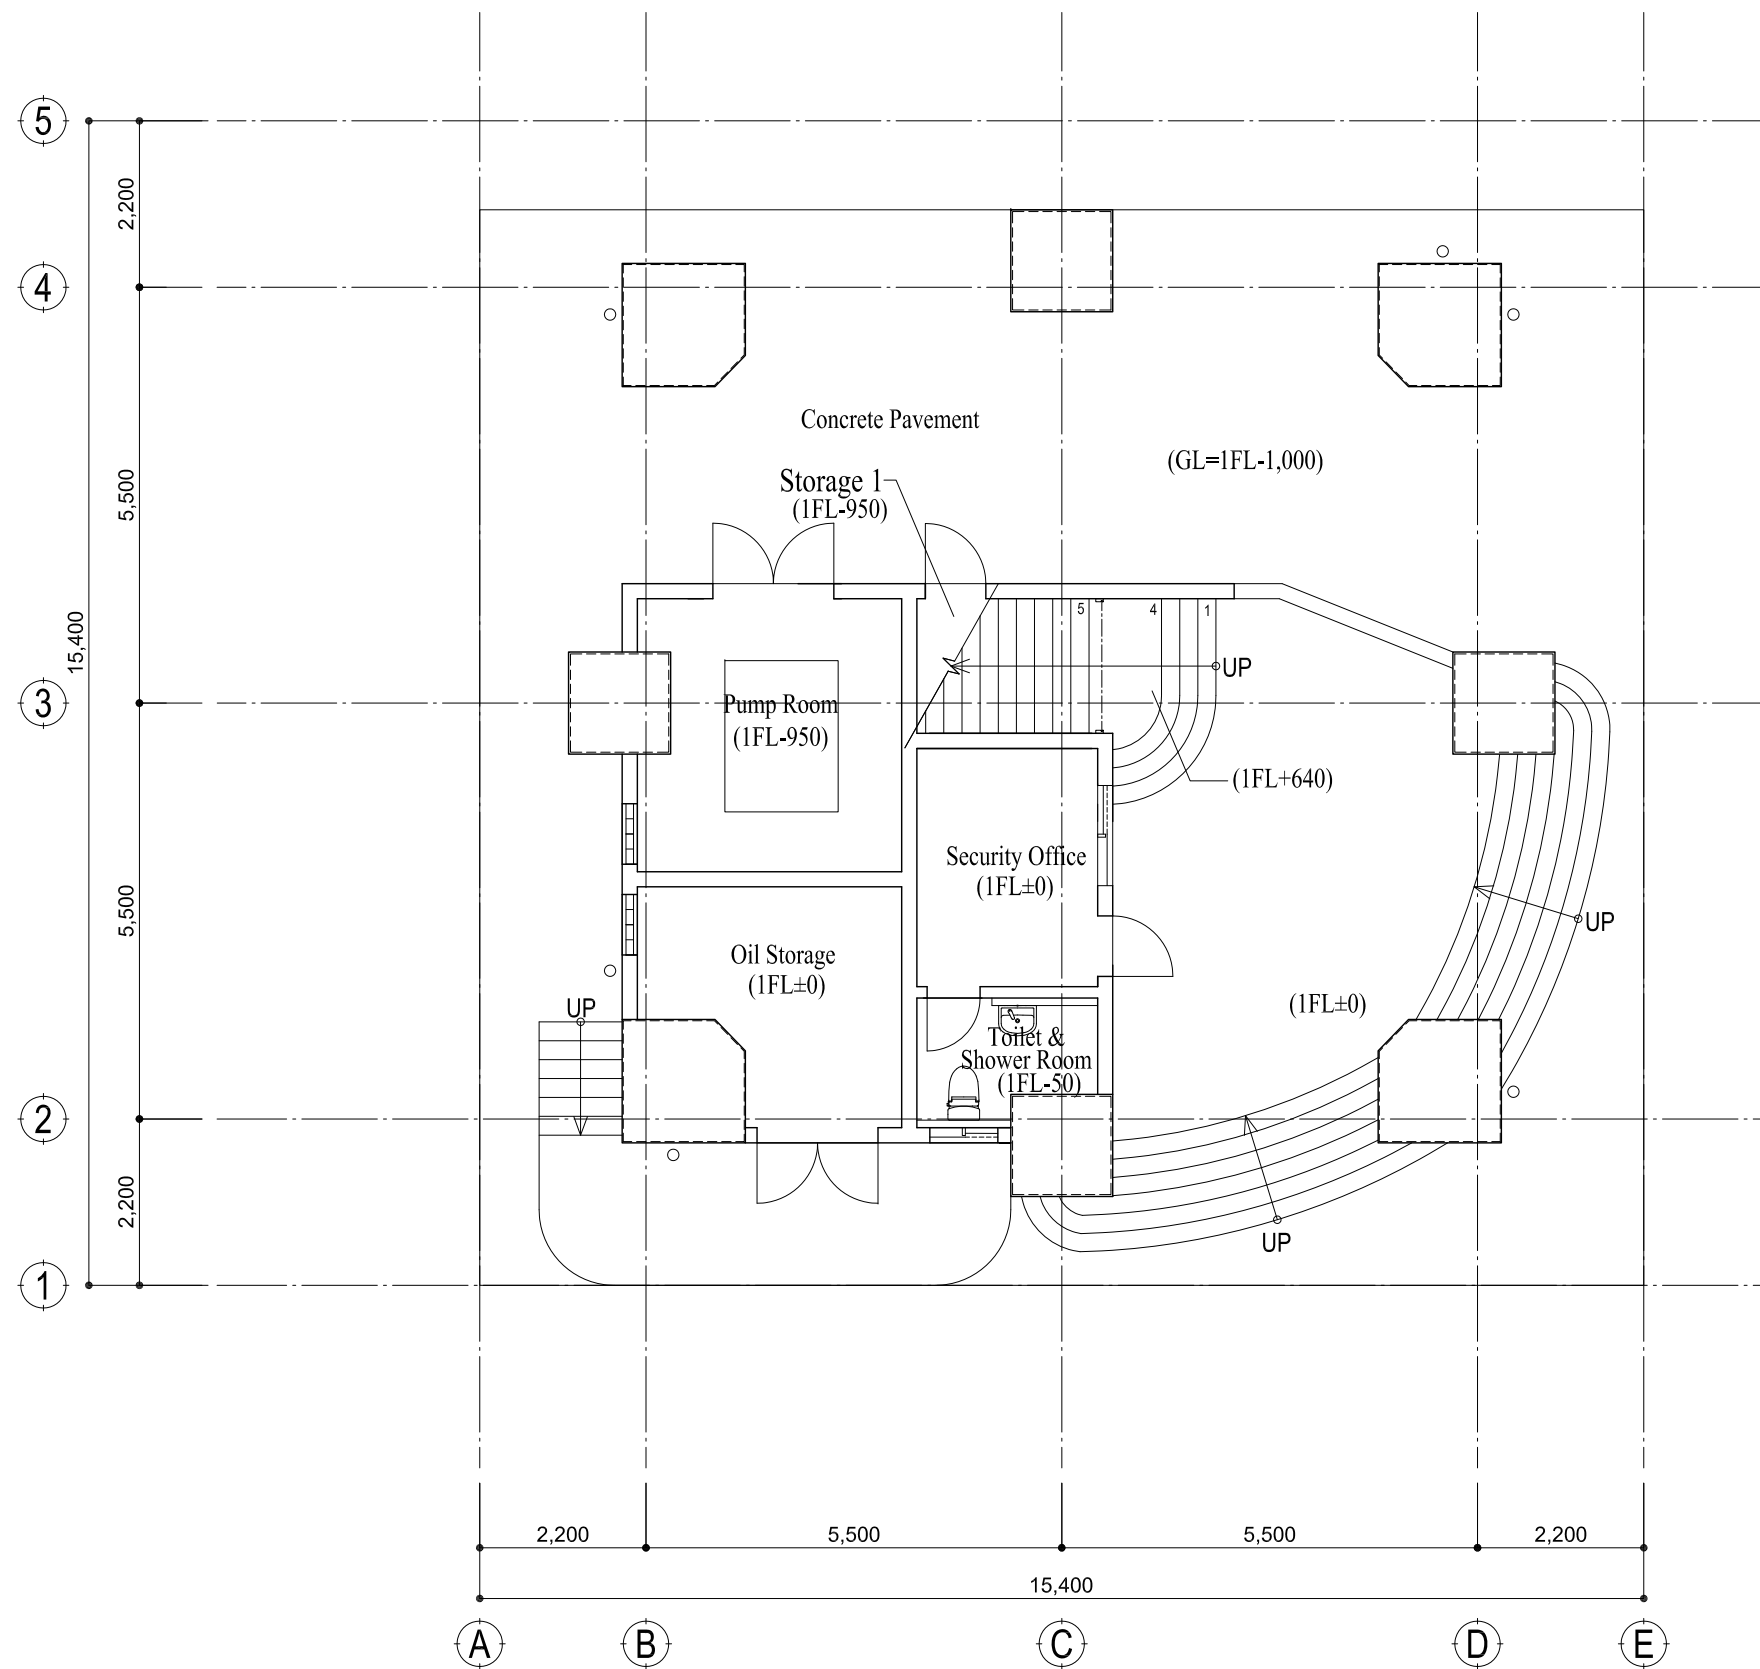 5
2,200
4
Concrete Pavement
(GL=1FL-1,000)
Storage 1
(1FL-950)
5,500
15,400
5
4
1
UP
3
Pump Room
(1FL-950)
(1FL+640)
Security Office
(1FL±0)
5,500
UP
Oil Storage
(1FL±0)
UP
(1FL±0)
Toilet &
Shower Room
(1FL-50)
2
2,200
UP
1
2,200
5,500
5,500
2,200
15,400
A
B
C
D
E